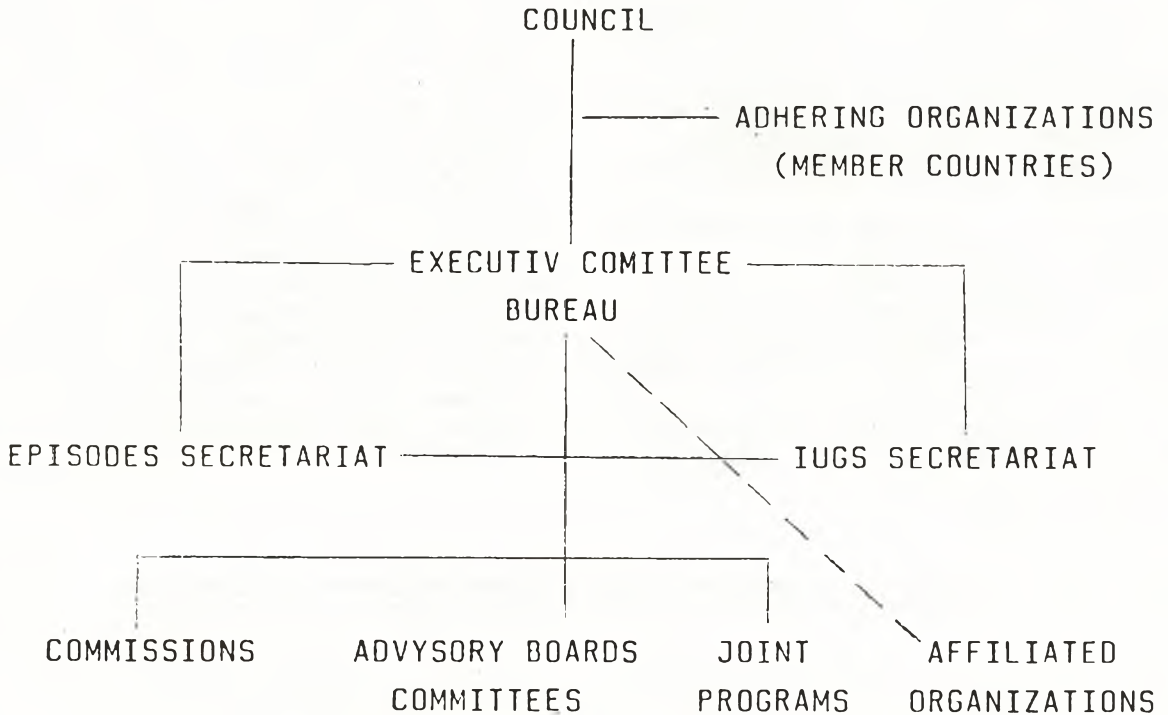 COUNCIL
ADHERING ORGANIZATIONS
(MEMBER COUNTRIES)
EXECUTIV COMITTEE
BUREAU
EPISODES SECRETARIAT
IUGS SECRETARIAT
COMMISSIONS
ADVYSORY BOARDS
COMMITTEES
JOINT
PROGRAMS
AFFILIATED
ORGANIZATIONS